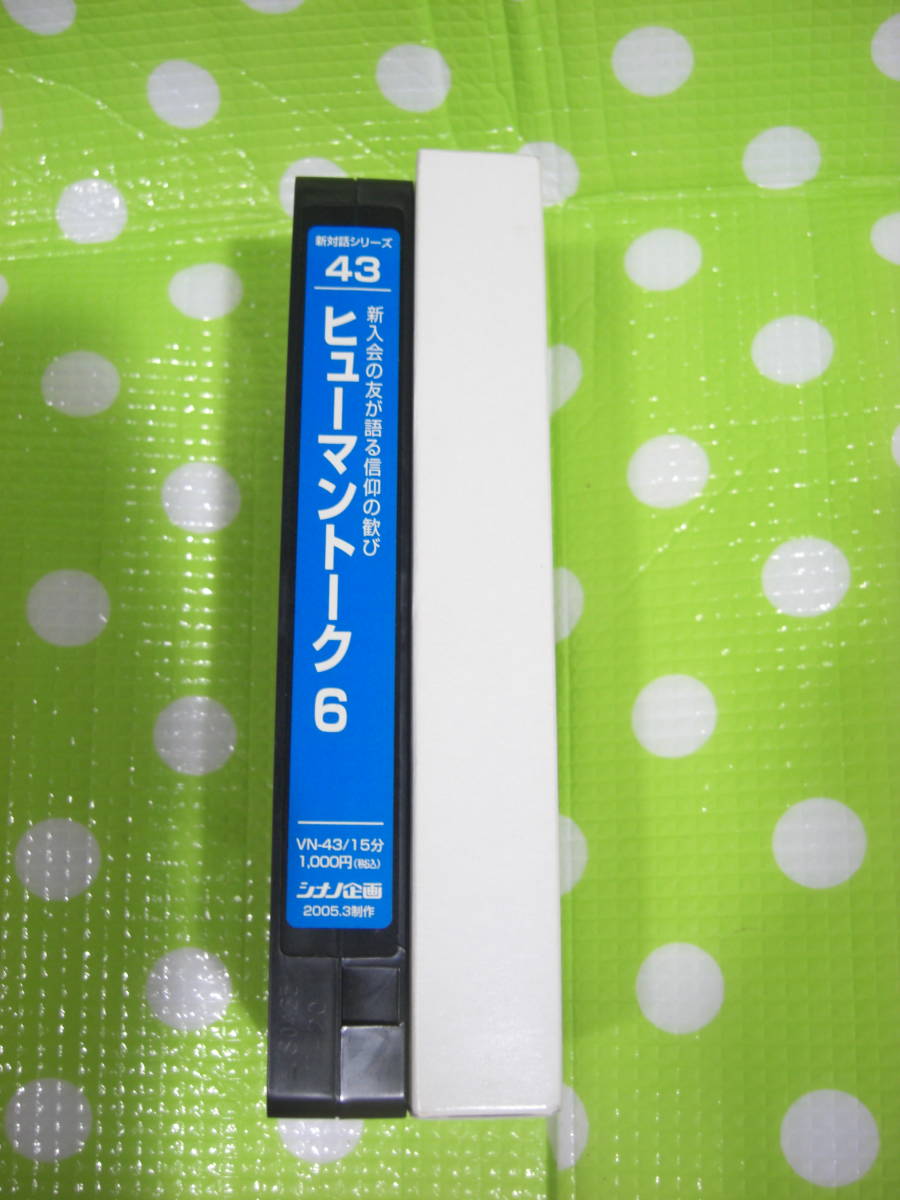 新対話シリーズ
43
新入会の友が語る信仰の歓び
ヒューマントーク 6
VN-43/15分
1,000円(税込)
シナノ企画
2005.3制作